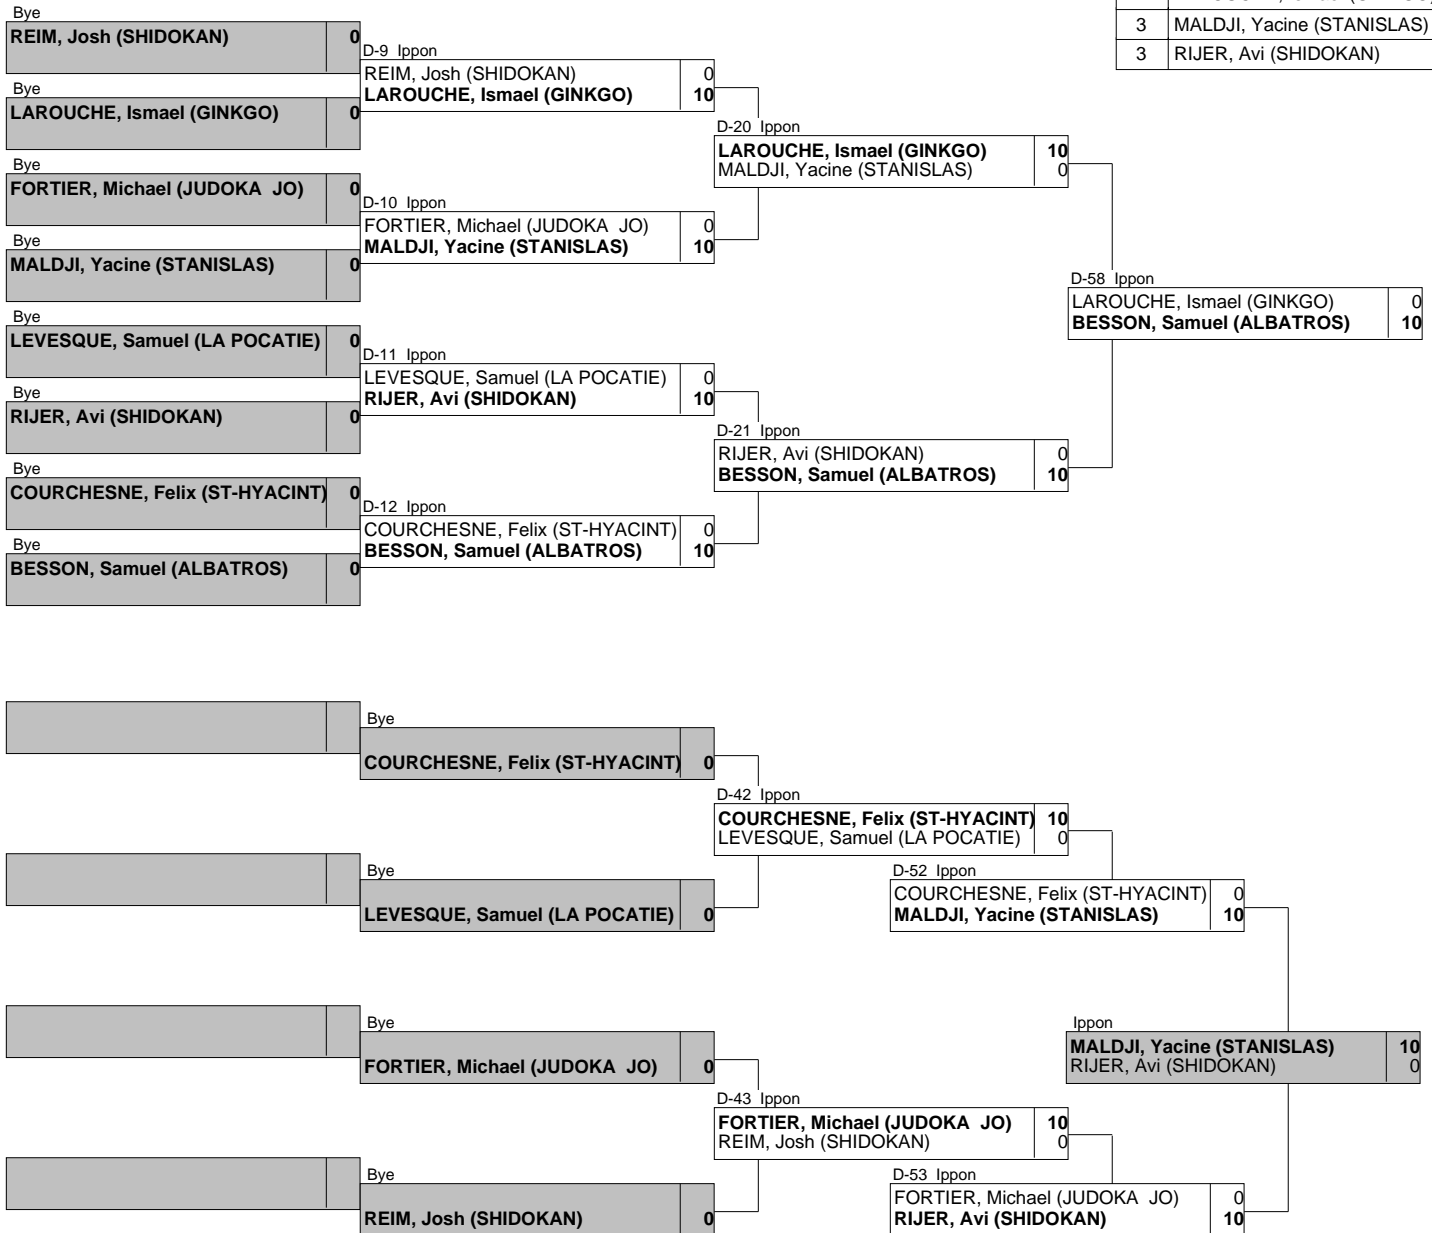 3 MALDJI, Yacine (STANISLAS)
3 RIJER, Avi (SHIDOKAN)
Bye
REIM, Josh (SHIDOKAN) 0
Bye
LAROUCHE, Ismael (GINKGO) 0
Bye
FORTIER, Michael (JUDOKA JO) 0
Bye
MALDJI, Yacine (STANISLAS) 0
Bye
LEVESQUE, Samuel (LA POCATIE) 0
Bye
RIJER, Avi (SHIDOKAN) 0
Bye
COURCHESNE, Felix (ST-HYACINT) 0
Bye
BESSON, Samuel (ALBATROS) 0
D-9 Ippon
REIM, Josh (SHIDOKAN) 0
LAROUCHE, Ismael (GINKGO) 10
D-10 Ippon
FORTIER, Michael (JUDOKA JO) 0
MALDJI, Yacine (STANISLAS) 10
D-11 Ippon
LEVESQUE, Samuel (LA POCATIE) 0
RIJER, Avi (SHIDOKAN) 10
D-12 Ippon
COURCHESNE, Felix (ST-HYACINT) 0
BESSON, Samuel (ALBATROS) 10
D-20 Ippon
LAROUCHE, Ismael (GINKGO) 10
MALDJI, Yacine (STANISLAS) 0
D-21 Ippon
RIJER, Avi (SHIDOKAN) 0
BESSON, Samuel (ALBATROS) 10
D-58 Ippon
LAROUCHE, Ismael (GINKGO) 0
BESSON, Samuel (ALBATROS) 10
Bye
COURCHESNE, Felix (ST-HYACINT) 0
Bye
LEVESQUE, Samuel (LA POCATIE) 0
Bye
FORTIER, Michael (JUDOKA JO) 0
Bye
REIM, Josh (SHIDOKAN) 0
D-42 Ippon
COURCHESNE, Felix (ST-HYACINT) 10
LEVESQUE, Samuel (LA POCATIE) 0
D-43 Ippon
FORTIER, Michael (JUDOKA JO) 10
REIM, Josh (SHIDOKAN) 0
D-52 Ippon
COURCHESNE, Felix (ST-HYACINT) 0
MALDJI, Yacine (STANISLAS) 10
D-53 Ippon
FORTIER, Michael (JUDOKA JO) 0
RIJER, Avi (SHIDOKAN) 10
Ippon
MALDJI, Yacine (STANISLAS) 10
RIJER, Avi (SHIDOKAN) 0